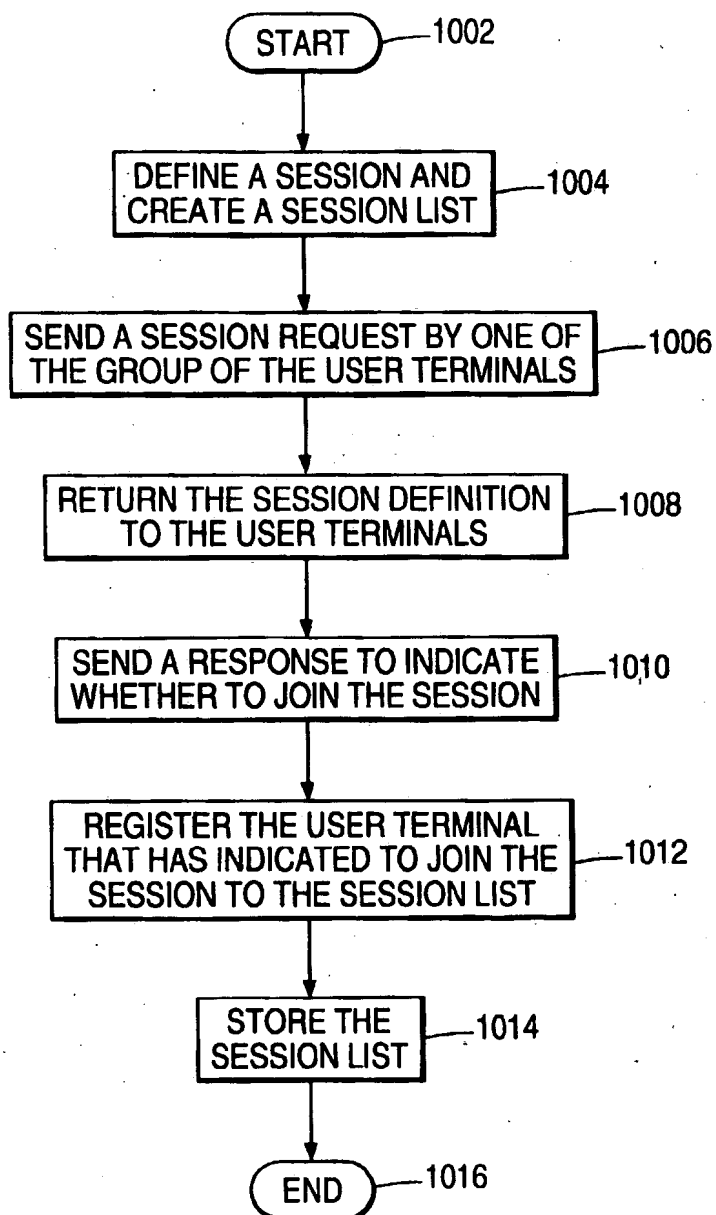 START
1002
DEFINE A SESSION AND
CREATE A SESSION LIST
1004
SEND A SESSION REQUEST BY ONE OF
THE GROUP OF THE USER TERMINALS
1006
RETURN THE SESSION DEFINITION
TO THE USER TERMINALS
1008
SEND A RESPONSE TO INDICATE
WHETHER TO JOIN THE SESSION
1010
REGISTER THE USER TERMINAL
THAT HAS INDICATED TO JOIN THE
SESSION TO THE SESSION LIST
1012
STORE THE
SESSION LIST
1014
END
1016